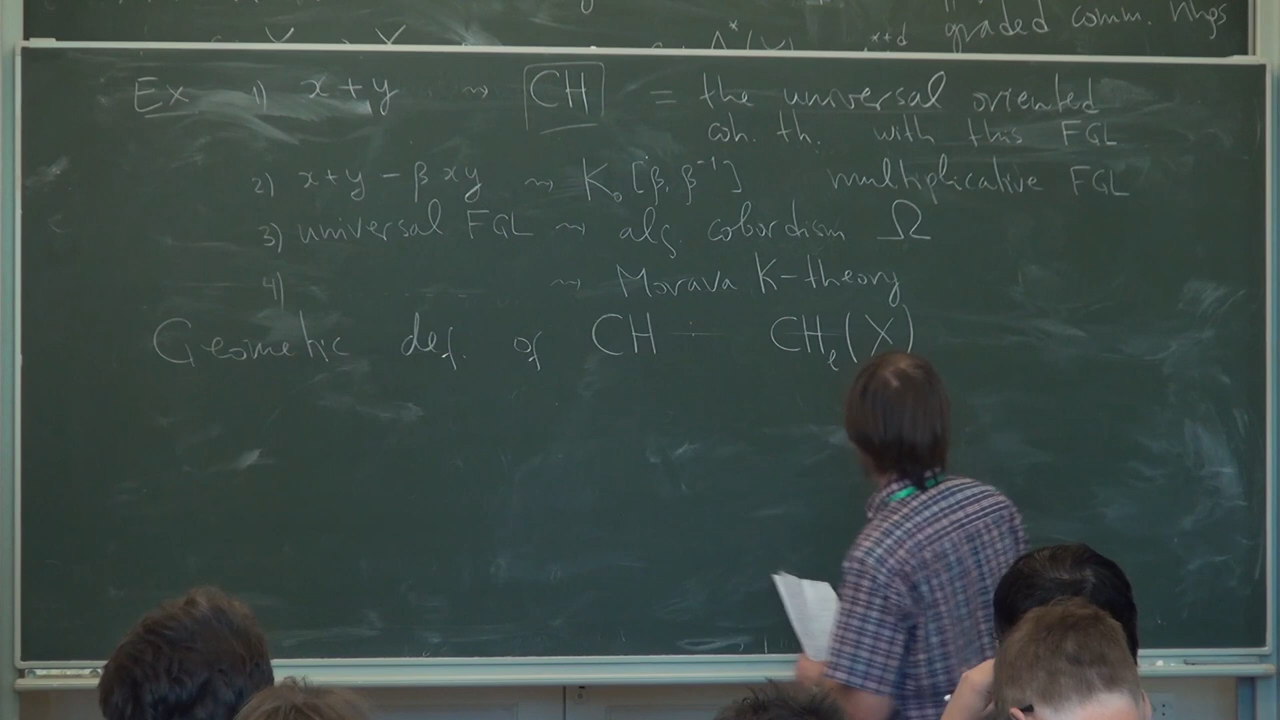 graded comm. rings
Λ*(V) *+d
Ex 1) x+y ⇝ CH = the universal oriented
coh. th. with this FGL
2) x+y-βxy ⇝ K₀[β,β⁻¹] multiplicative FGL
3) universal FGL ⇝ alg. cobordism Ω
4) ⇝ Morava K-theory
Geometic def. of CH : CHₑ(X)